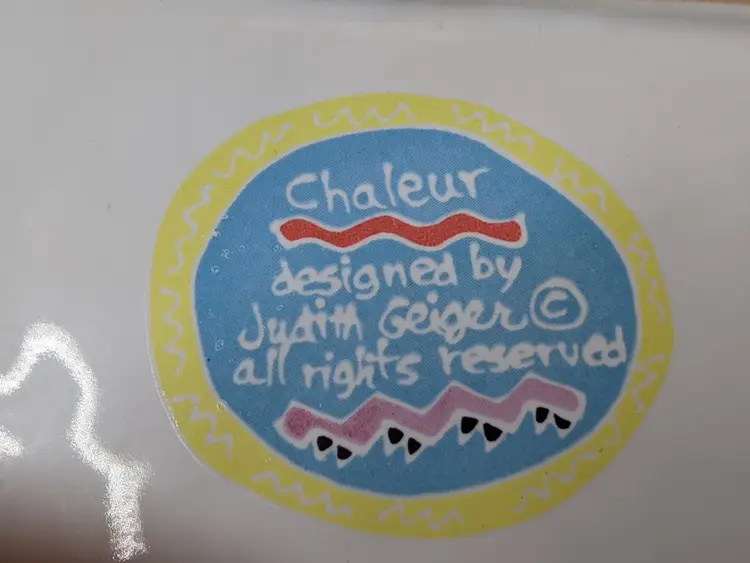 Chaleur
designed by
Judith Geiger ©
all rights reserved